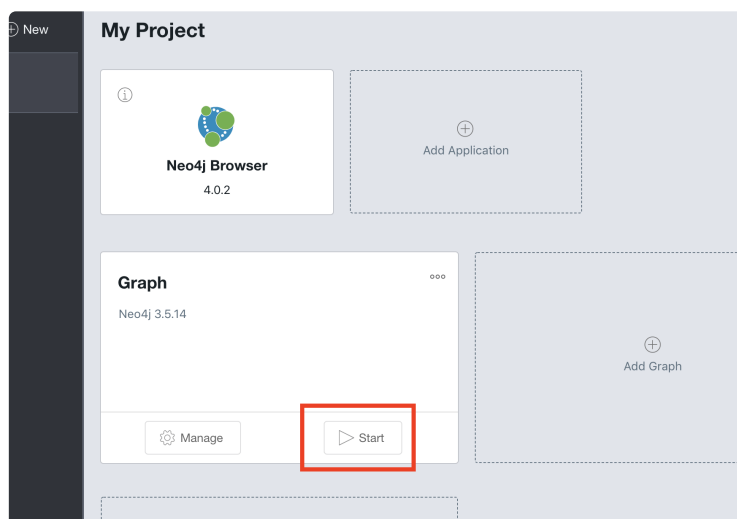 New
My Project
Neo4j Browser
4.0.2
Add Application
Graph
Neo4j 3.5.14
Manage
Start
Add Graph